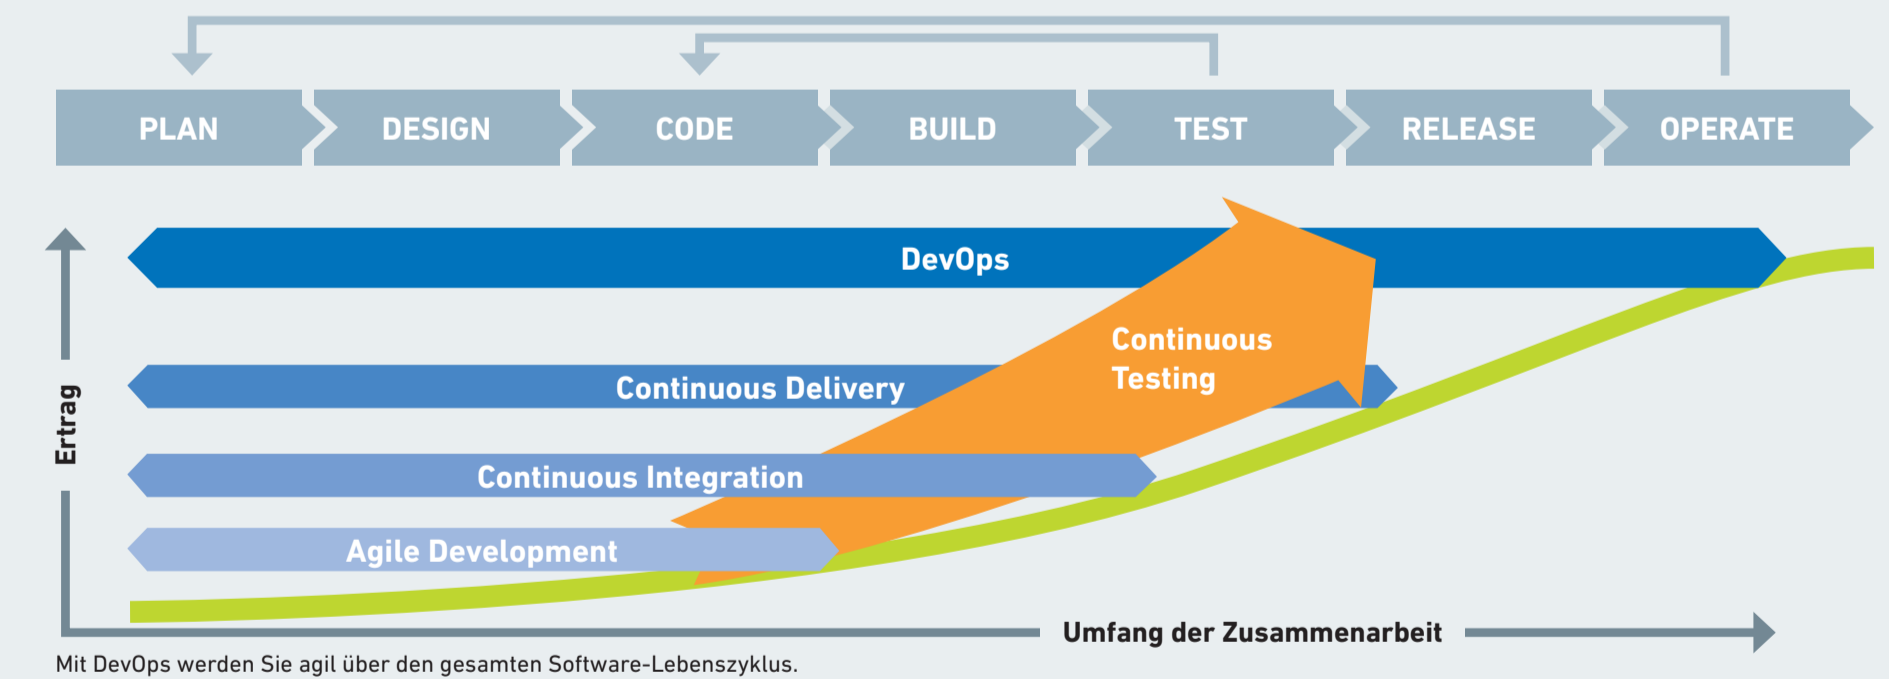 PLAN
DESIGN
CODE
BUILD
TEST
RELEASE
OPERATE
DevOps
Continuous
Testing
Continuous Delivery
Continuous Integration
Agile Development
Ertrag
Umfang der Zusammenarbeit
Mit DevOps werden Sie agil über den gesamten Software-Lebenszyklus.